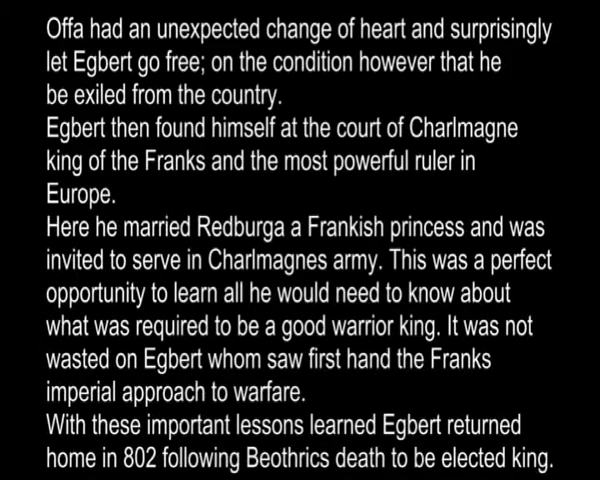 Offa had an unexpected change of heart and surprisingly
let Egbert go free; on the condition however that he
be exiled from the country.
Egbert then found himself at the court of Charlmagne
king of the Franks and the most powerful ruler in
Europe.
Here he married Redburga a Frankish princess and was
invited to serve in Charlmagnes army. This was a perfect
opportunity to learn all he would need to know about
what was required to be a good warrior king. It was not
wasted on Egbert whom saw first hand the Franks
imperial approach to warfare.
With these important lessons learned Egbert returned
home in 802 following Beothrics death to be elected king.